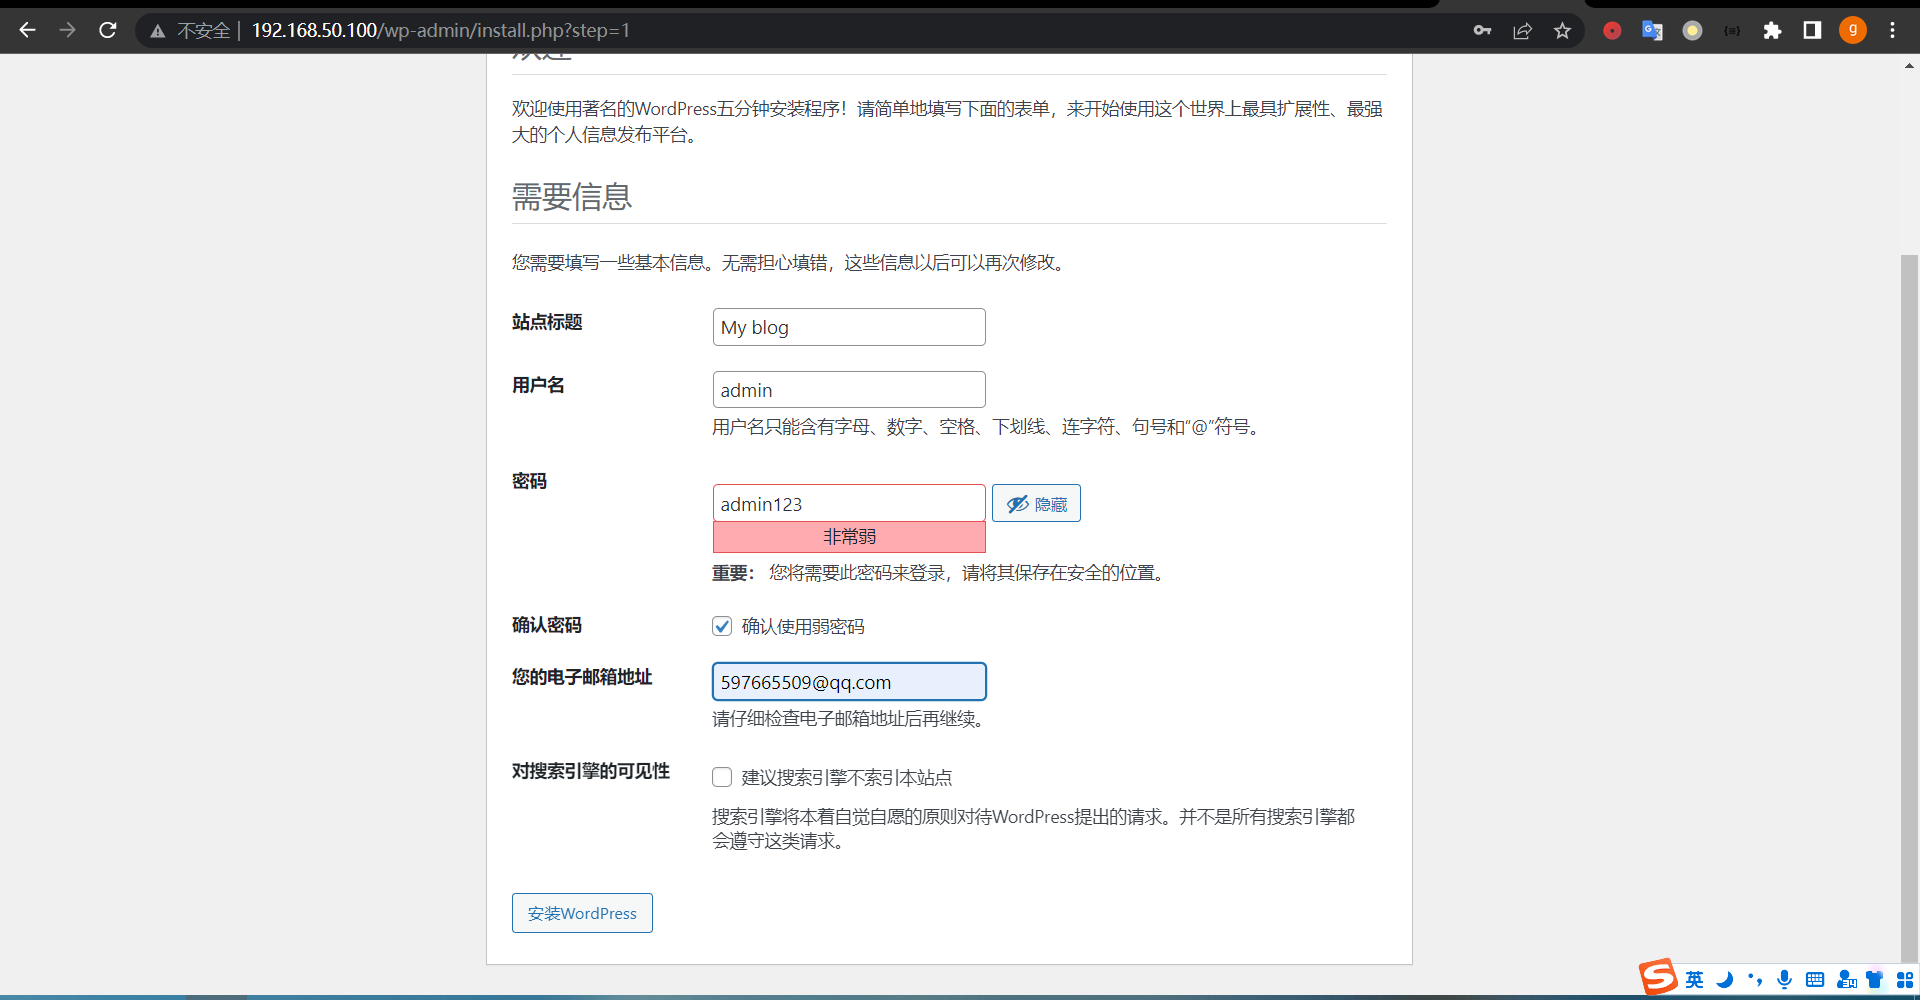 不安全 | 192.168.50.100/wp-admin/install.php?step=1
g
欢迎
欢迎使用著名的WordPress五分钟安装程序！请简单地填写下面的表单，来开始使用这个世界上最具扩展性、最强
大的个人信息发布平台。
需要信息
您需要填写一些基本信息。无需担心填错，这些信息以后可以再次修改。
站点标题
My blog
用户名
admin
用户名只能含有字母、数字、空格、下划线、连字符、句号和“@”符号。
密码
admin123
隐藏
非常弱
重要： 您将需要此密码来登录，请将其保存在安全的位置。
确认密码
确认使用弱密码
您的电子邮箱地址
597665509@qq.com
请仔细检查电子邮箱地址后再继续。
对搜索引擎的可见性
建议搜索引擎不索引本站点
搜索引擎将本着自觉自愿的原则对待WordPress提出的请求。并不是所有搜索引擎都
会遵守这类请求。
安装WordPress
英